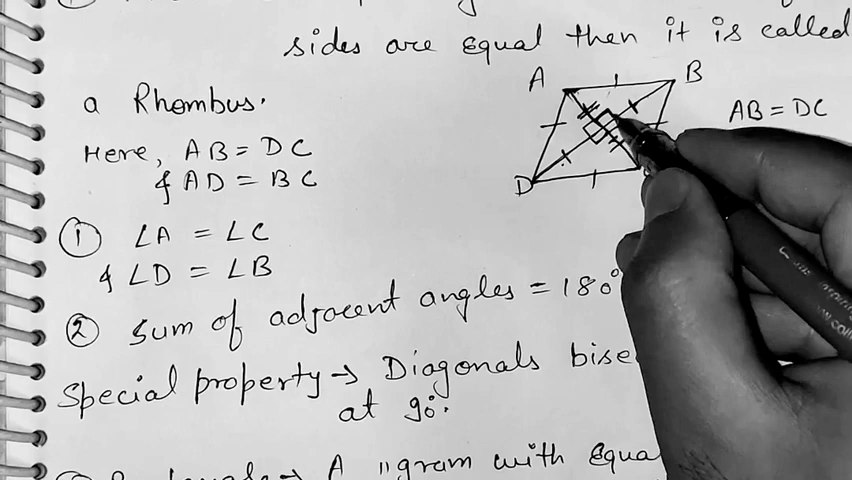 sides are Equal then it is called
a Rhombus.
A
B
AB = DC
Here, AB = DC
& AD = BC
D
① ∠A = ∠C
& ∠D = ∠B
② Sum of adjacent angles = 180°
Special property → Diagonals
at 90°.
A ||gram with Equa